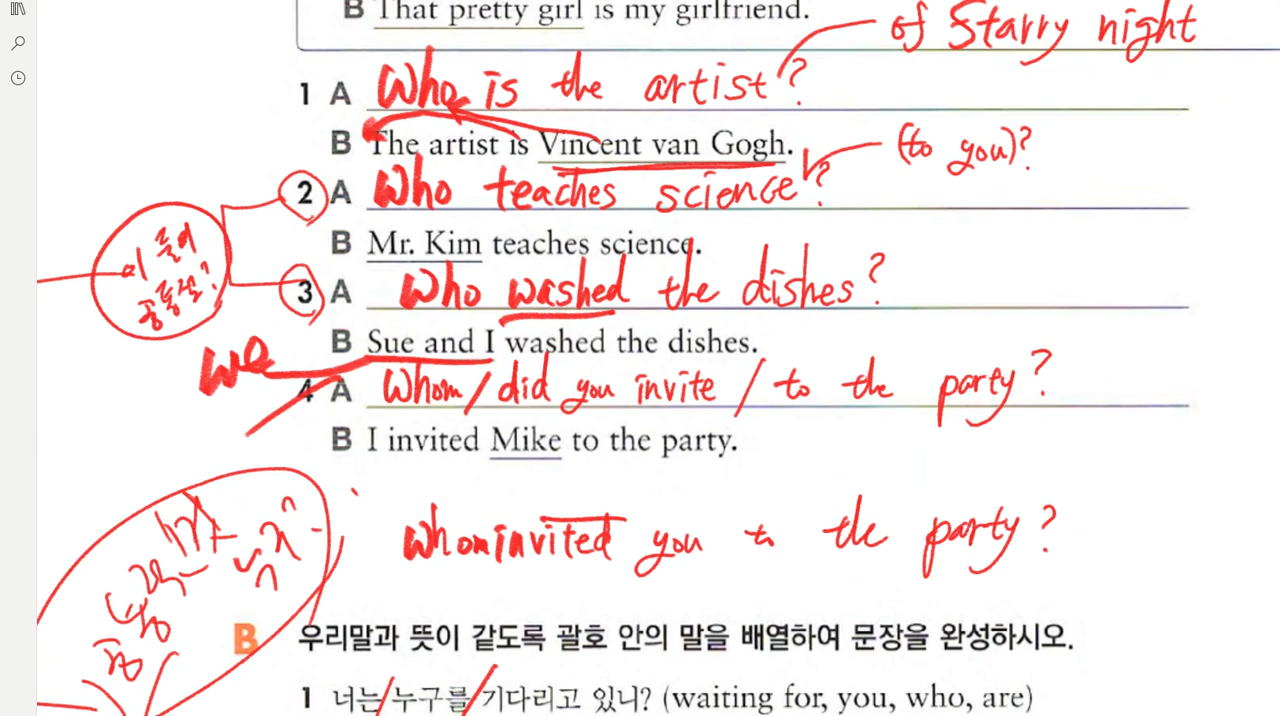 B That pretty girl is my girlfriend.
of Starry night
1 A Who is the artist?
B The artist is Vincent van Gogh.
(to you)?
2 A Who teaches science?
B Mr. Kim teaches science.
이 둘의
공통점?
3 A Who washed the dishes?
B Sue and I washed the dishes.
we
4 A Whom / did you invite / to the party?
B I invited Mike to the party.
Whom invited you to the party?
B 우리말과 뜻이 같도록 괄호 안의 말을 배열하여 문장을 완성하시오.
1 너는/누구를/기다리고 있니? (waiting for, you, who, are)